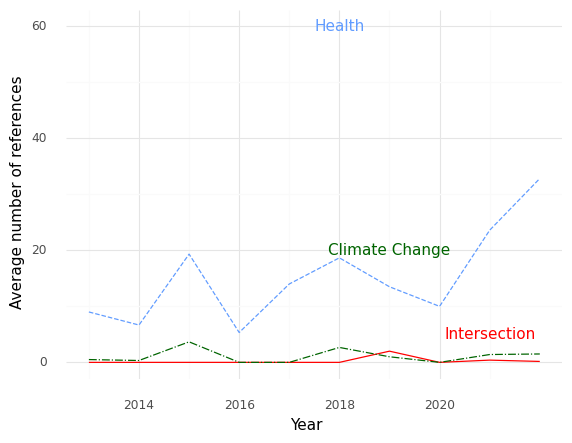 60
Health
40
Average number of references
20
Climate Change
Intersection
0
2014
2016
2018
2020
Year